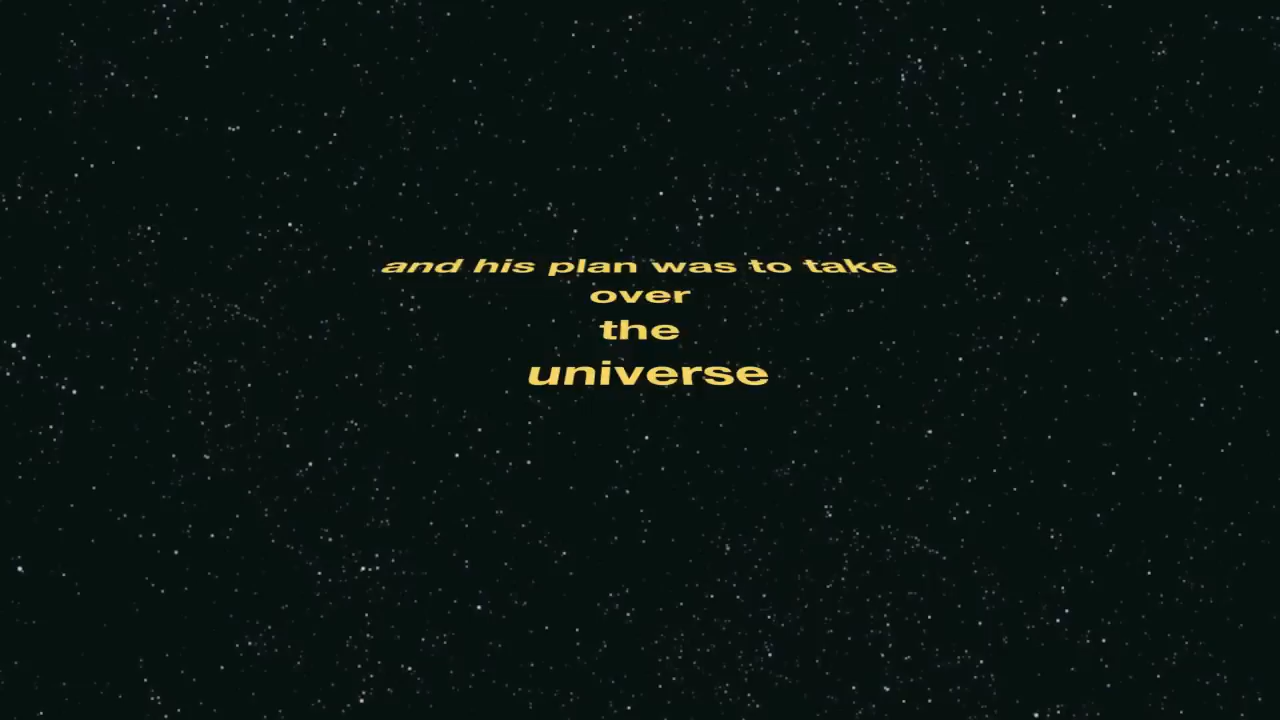 and his plan was to take
over
the
universe